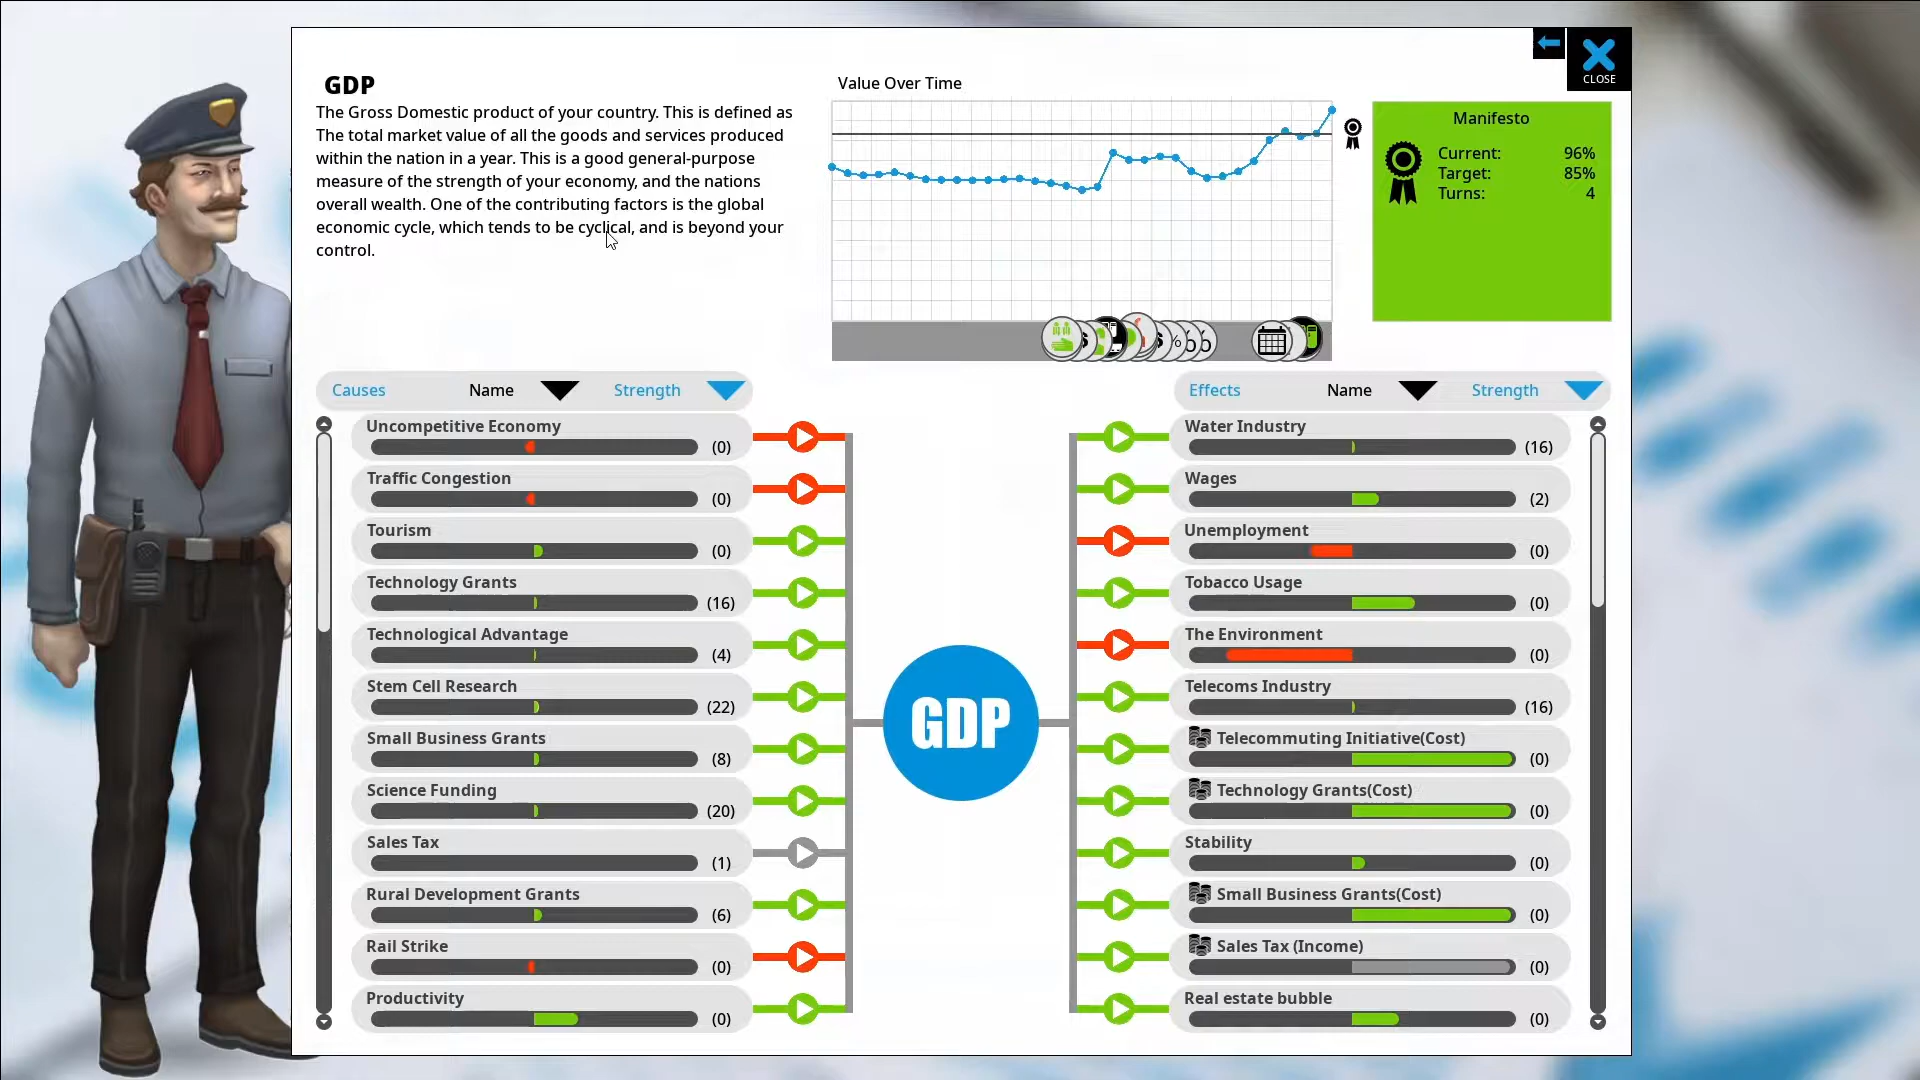 CLOSE
GDP
The Gross Domestic product of your country. This is defined as
The total market value of all the goods and services produced
within the nation in a year. This is a good general-purpose
measure of the strength of your economy, and the nations
overall wealth. One of the contributing factors is the global
economic cycle, which tends to be cyclical, and is beyond your
control.
Value Over Time
Manifesto
Current: 96%
Target: 85%
Turns: 4
Causes Name Strength
Uncompetitive Economy
(0)
Traffic Congestion
(0)
Tourism
(0)
Technology Grants
(16)
Technological Advantage
(4)
Stem Cell Research
(22)
Small Business Grants
(8)
Science Funding
(20)
Sales Tax
(1)
Rural Development Grants
(6)
Rail Strike
(0)
Productivity
(0)
GDP
Effects Name Strength
Water Industry
(16)
Wages
(2)
Unemployment
(0)
Tobacco Usage
(0)
The Environment
(0)
Telecoms Industry
(16)
Telecommuting Initiative(Cost)
(0)
Technology Grants(Cost)
(0)
Stability
(0)
Small Business Grants(Cost)
(0)
Sales Tax (Income)
(0)
Real estate bubble
(0)